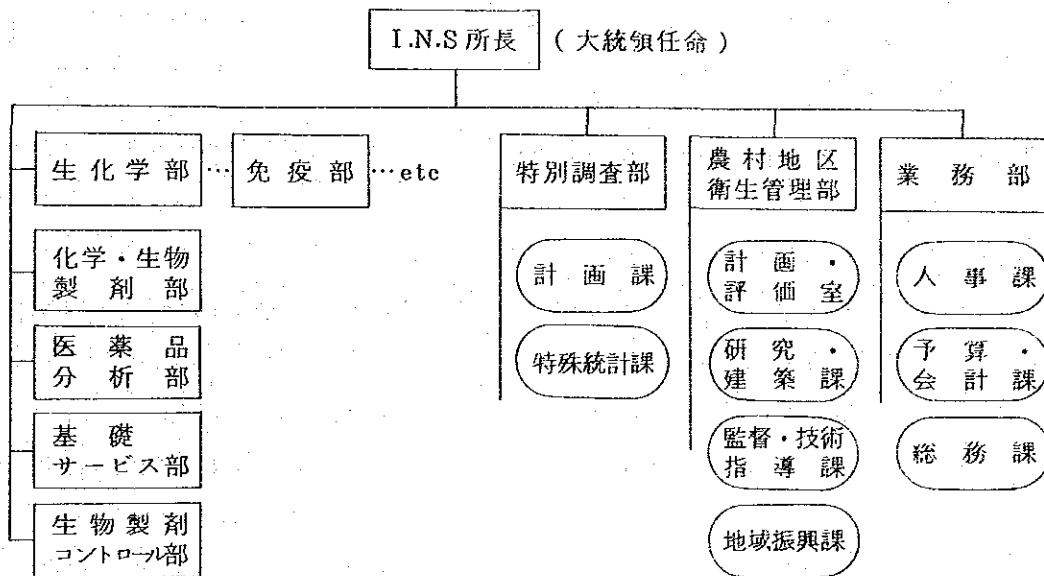 I.N.S 所長 (大統領任命)
生化学部 … 免疫部 … etc
特別調査部
農村地区
衛生管理部
業務部
化学・生物
製剤部
医薬品
分析部
基礎
サービス部
生物製剤
コントロール部
計画課
特殊統計課
計画・
評価室
研究・
建築課
監督・技術
指導課
地域振興課
人事課
予算・
会計課
総務課